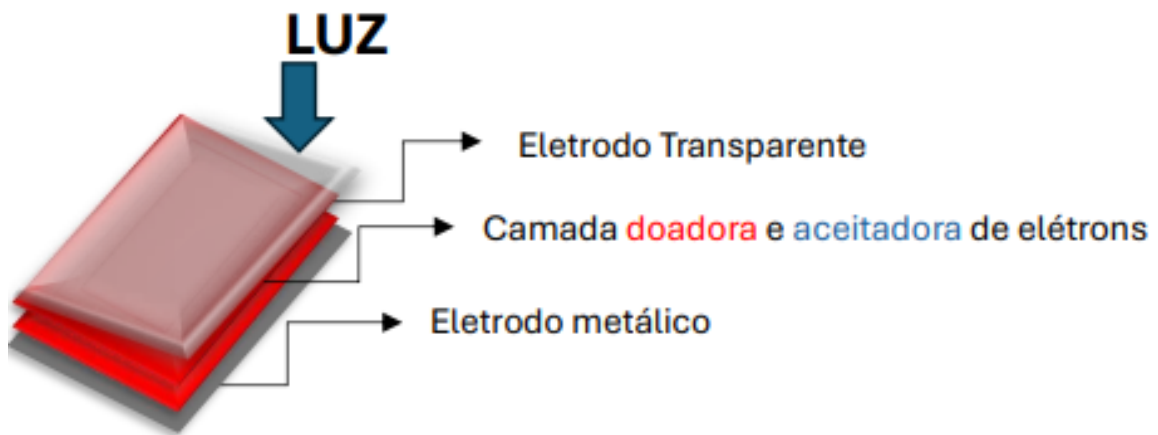 LUZ
Eletrodo Transparente
Camada doadora e aceitadora de elétrons
Eletrodo metálico